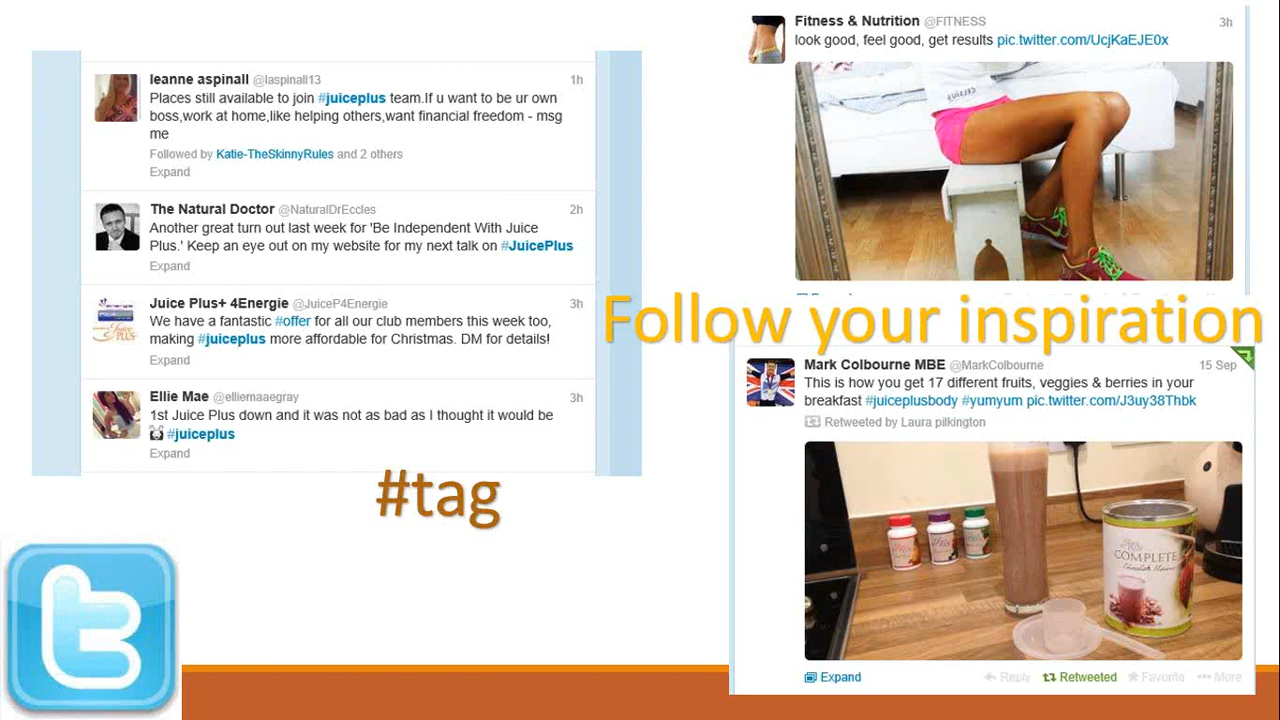 leanne aspinall @laspinall13 1h
Places still available to join #juiceplus team.If u want to be ur own
boss,work at home,like helping others,want financial freedom - msg
me
Followed by Katie-TheSkinnyRules and 2 others
Expand
The Natural Doctor @NaturalDrEccles 2h
Another great turn out last week for 'Be Independent With Juice
Plus.' Keep an eye out on my website for my next talk on #JuicePlus
Expand
Juice Plus+ 4Energie @JuiceP4Energie 3h
We have a fantastic #offer for all our club members this week too,
making #juiceplus more affordable for Christmas. DM for details!
Expand
Ellie Mae @elliemaegray 3h
1st Juice Plus down and it was not as bad as I thought it would be
#juiceplus
Expand
#tag
Fitness & Nutrition @FITNESS 3h
look good, feel good, get results pic.twitter.com/UcjKaEJE0x
CELSIUS
Follow your inspiration
Mark Colbourne MBE @MarkColbourne 15 Sep
This is how you get 17 different fruits, veggies & berries in your
breakfast #juiceplusbody #yumyum pic.twitter.com/J3uy38Thbk
Retweeted by Laura pilkington
COMPLETE
Expand Reply Retweeted Favorite More